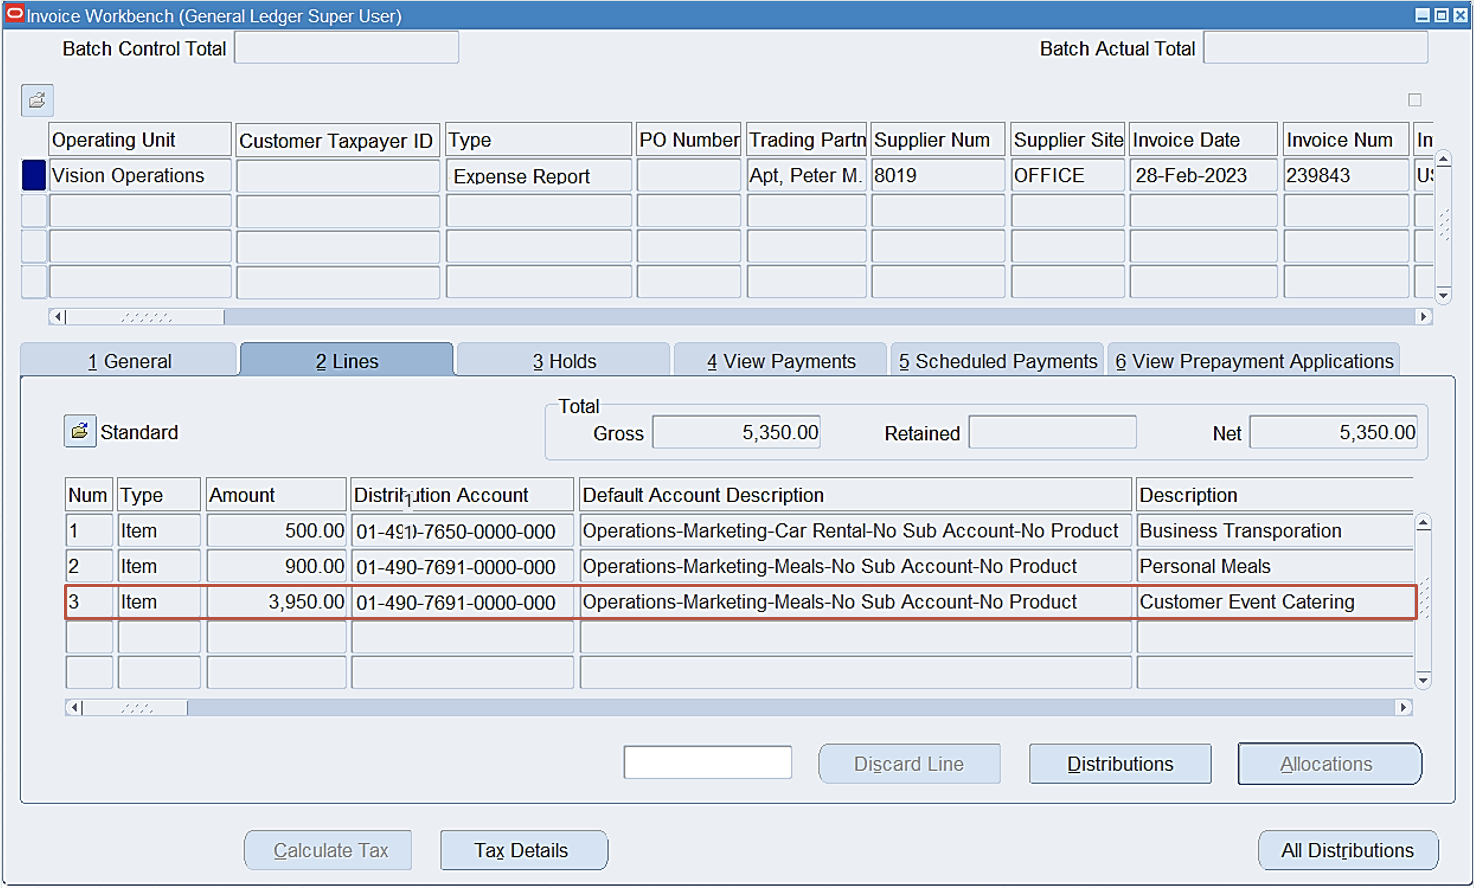 Invoice Workbench (General Ledger Super User)
Batch Control Total
Batch Actual Total
Operating Unit Customer Taxpayer ID Type PO Number Trading Partn Supplier Num Supplier Site Invoice Date Invoice Num In
Vision Operations Expense Report Apt, Peter M. 8019 OFFICE 28-Feb-2023 239843
1 General 2 Lines 3 Holds 4 View Payments 5 Scheduled Payments 6 View Prepayment Applications
Total
Standard Gross 5,350.00 Retained Net 5,350.00
Num Type Amount Distribution Account Default Account Description Description
1 Item 500.00 01-490-7650-0000-000 Operations-Marketing-Car Rental-No Sub Account-No Product Business Transporation
2 Item 900.00 01-490-7691-0000-000 Operations-Marketing-Meals-No Sub Account-No Product Personal Meals
3 Item 3,950.00 01-490-7691-0000-000 Operations-Marketing-Meals-No Sub Account-No Product Customer Event Catering
Discard Line Distributions Allocations
Calculate Tax Tax Details All Distributions